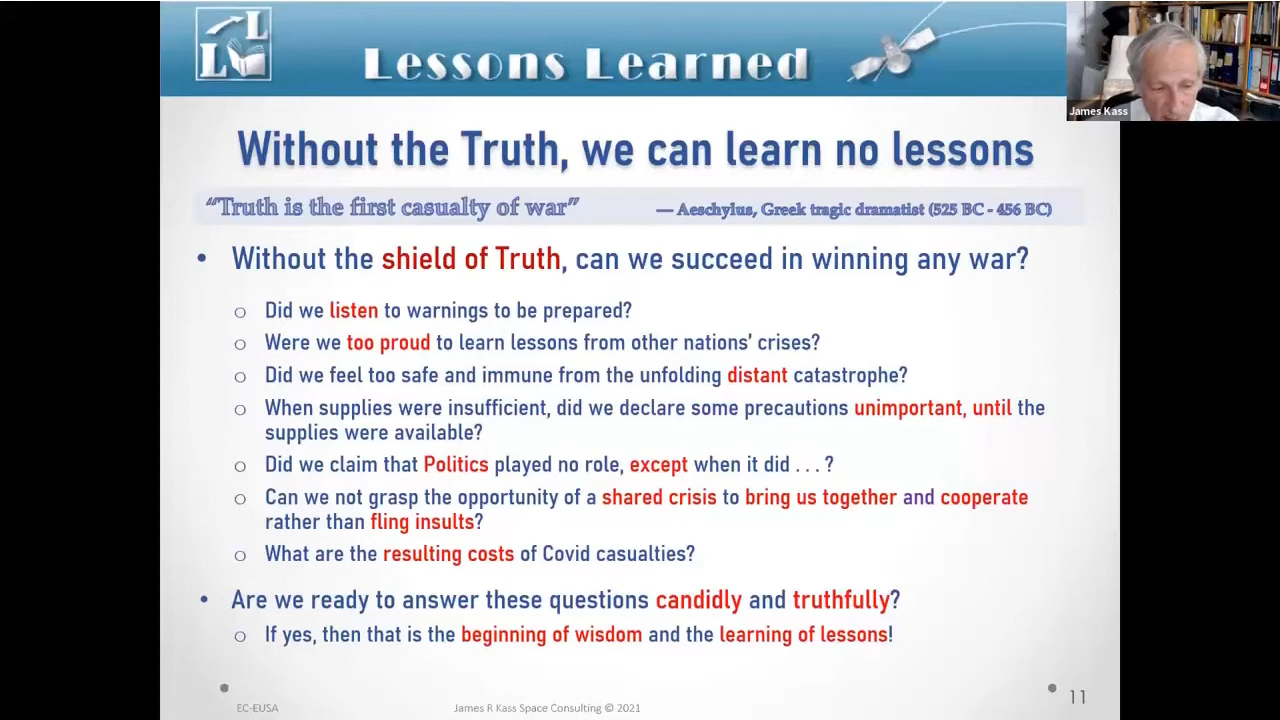 L
L
Lessons Learned
James Kass
Without the Truth, we can learn no lessons
“Truth is the first casualty of war” — Aeschylus, Greek tragic dramatist (525 BC - 456 BC)
• Without the shield of Truth, can we succeed in winning any war?
o Did we listen to warnings to be prepared?
o Were we too proud to learn lessons from other nations’ crises?
o Did we feel too safe and immune from the unfolding distant catastrophe?
o When supplies were insufficient, did we declare some precautions unimportant, until the
supplies were available?
o Did we claim that Politics played no role, except when it did . . . ?
o Can we not grasp the opportunity of a shared crisis to bring us together and cooperate
rather than fling insults?
o What are the resulting costs of Covid casualties?
• Are we ready to answer these questions candidly and truthfully?
o If yes, then that is the beginning of wisdom and the learning of lessons!
EC-EUSA James R Kass Space Consulting © 2021 11